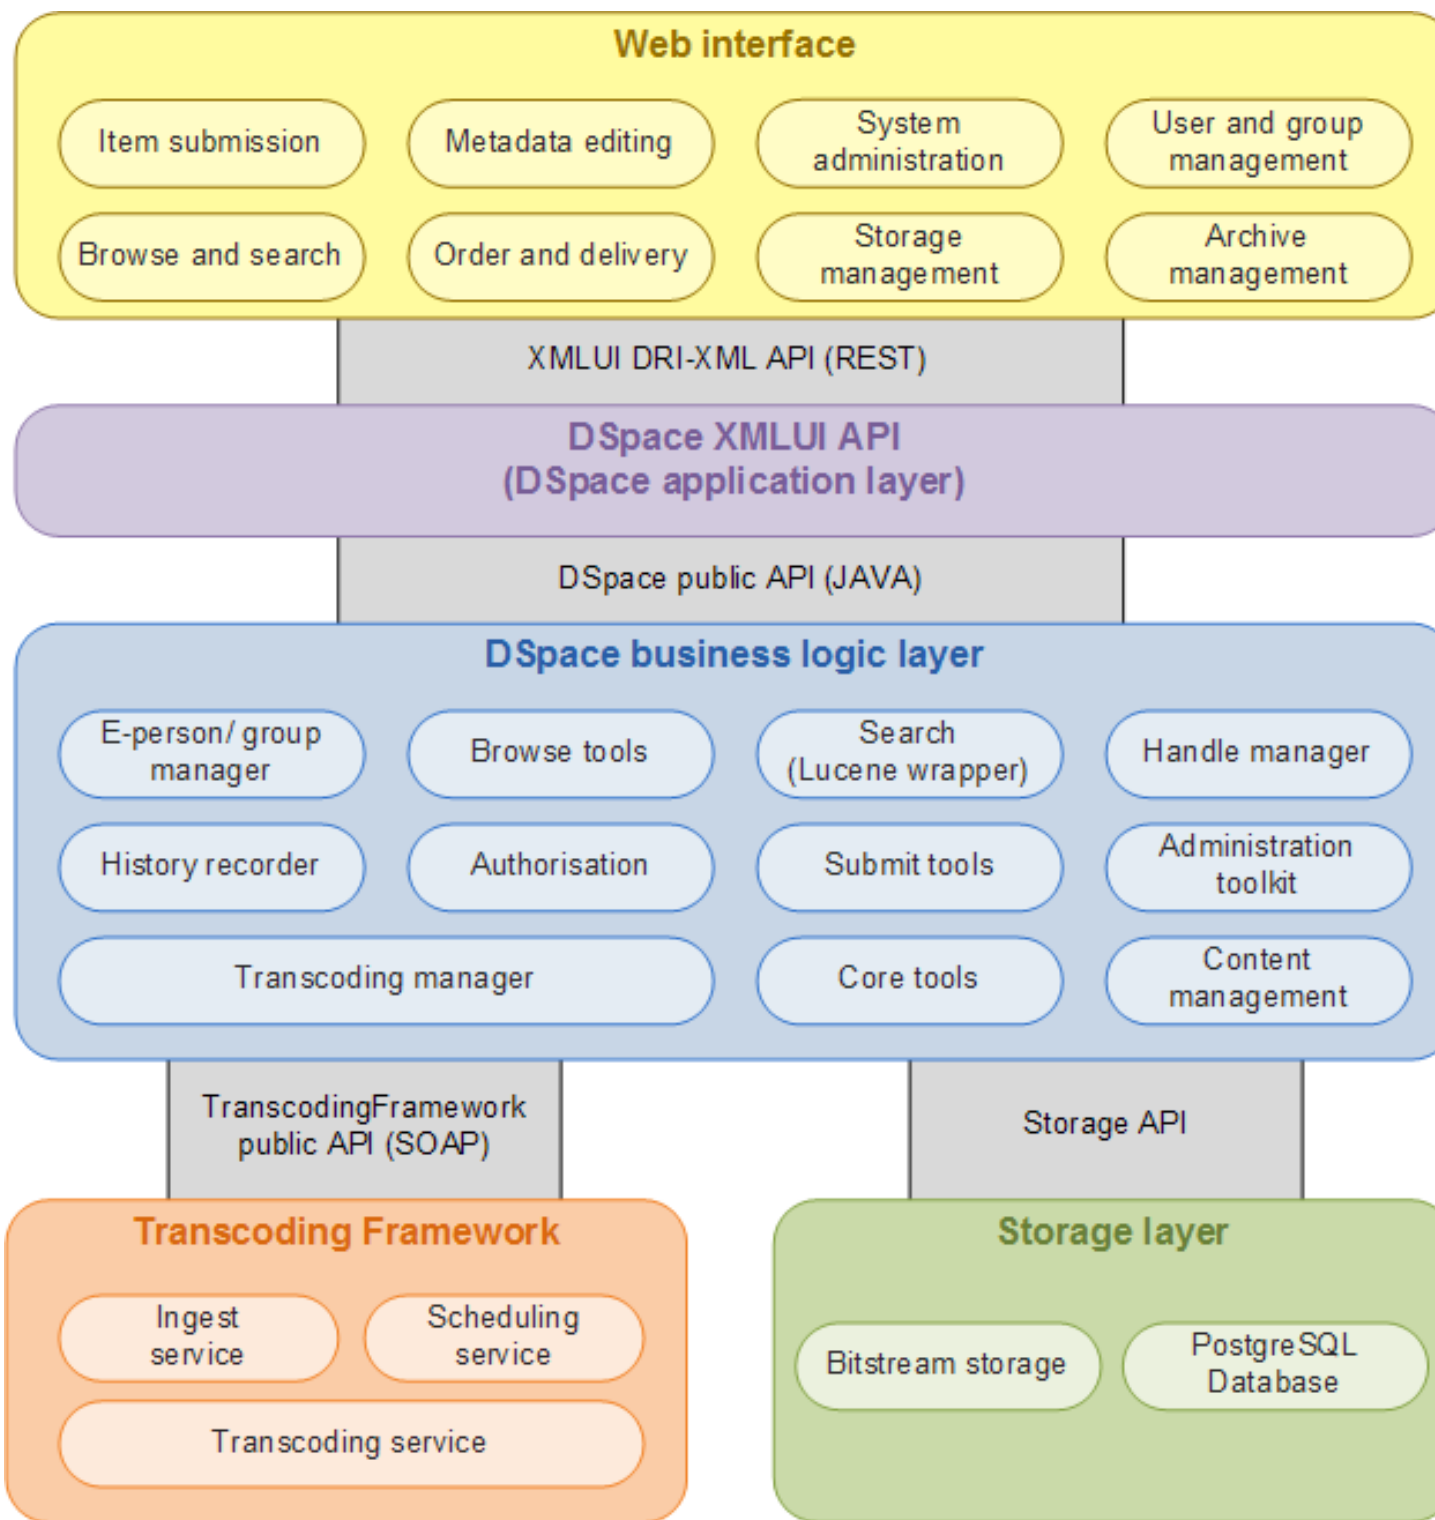 Web interface
Item submission
Metadata editing
System
administration
User and group
management
Browse and search
Order and delivery
Storage
management
Archive
management
XMLUI DRI-XML API (REST)
DSpace XMLUI API
(DSpace application layer)
DSpace public API (JAVA)
DSpace business logic layer
E-person/ group
manager
Browse tools
Search
(Lucene wrapper)
Handle manager
History recorder
Authorisation
Submit tools
Administration
toolkit
Transcoding manager
Core tools
Content
management
TranscodingFramework
public API (SOAP)
Storage API
Transcoding Framework
Ingest
service
Scheduling
service
Transcoding service
Storage layer
Bitstream storage
PostgreSQL
Database